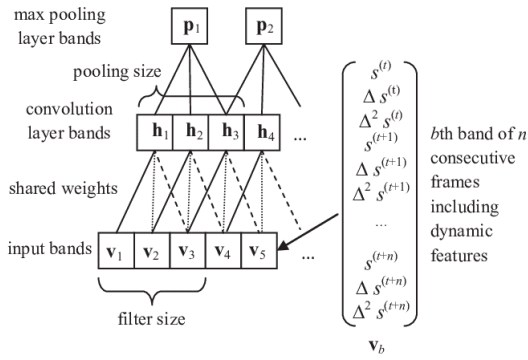 max pooling
layer bands
p1 p2
pooling size
convolution
layer bands
h1 h2 h3 h4 ...
shared weights
input bands
v1 v2 v3 v4 v5 ...
filter size
s^(t)
Δ s^(t)
Δ² s^(t)
s^(t+1)
Δ s^(t+1)
Δ² s^(t+1)
...
s^(t+n)
Δ s^(t+n)
Δ² s^(t+n)
v_b
bth band of n
consecutive
frames
including
dynamic
features